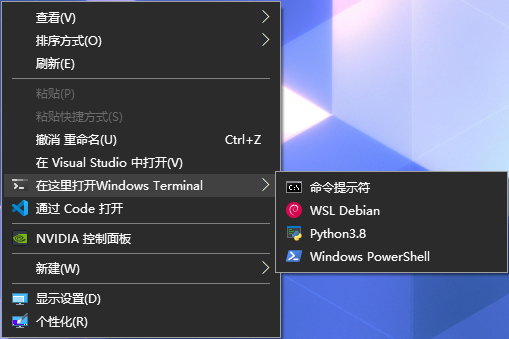 查看(V)
排序方式(O)
刷新(E)
粘贴(P)
粘贴快捷方式(S)
撤消 重命名(U) Ctrl+Z
在 Visual Studio 中打开(V)
在这里打开Windows Terminal
通过 Code 打开
NVIDIA 控制面板
新建(W)
显示设置(D)
个性化(R)
命令提示符
WSL Debian
Python3.8
Windows PowerShell